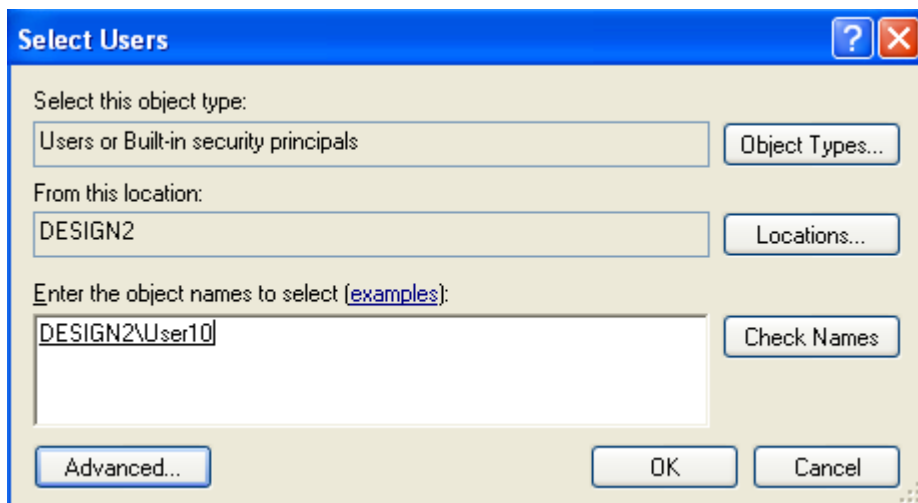 Select Users
Select this object type:
Users or Built-in security principals
Object Types...
From this location:
DESIGN2
Locations...
Enter the object names to select (examples):
DESIGN2\User10
Check Names
Advanced...
OK
Cancel